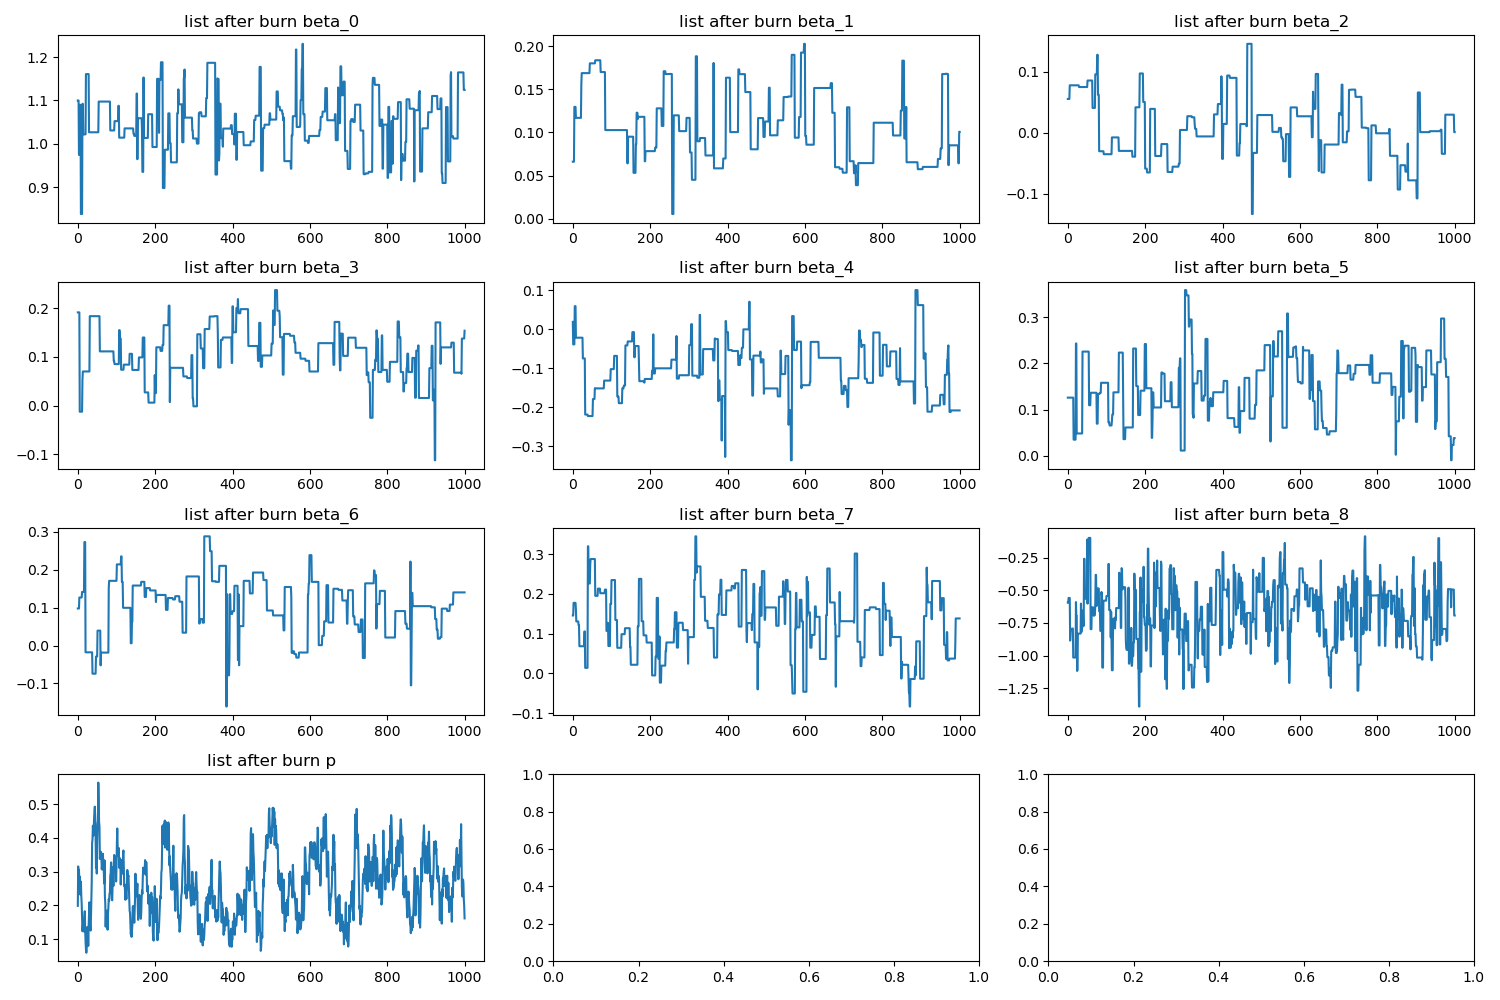 list after burn beta_0
list after burn beta_1
list after burn beta_2
1.2
1.1
1.0
0.9
0.20
0.15
0.10
0.05
0.00
0.1
0.0
−0.1
0 200 400 600 800 1000
0 200 400 600 800 1000
0 200 400 600 800 1000
list after burn beta_3
list after burn beta_4
list after burn beta_5
0.2
0.1
0.0
−0.1
0.1
0.0
−0.1
−0.2
−0.3
0.3
0.2
0.1
0.0
0 200 400 600 800 1000
0 200 400 600 800 1000
0 200 400 600 800 1000
list after burn beta_6
list after burn beta_7
list after burn beta_8
0.3
0.2
0.1
0.0
−0.1
0.3
0.2
0.1
0.0
−0.1
−0.25
−0.50
−0.75
−1.00
−1.25
0 200 400 600 800 1000
0 200 400 600 800 1000
0 200 400 600 800 1000
list after burn p
0.5
0.4
0.3
0.2
0.1
1.0
0.8
0.6
0.4
0.2
0.0
1.0
0.8
0.6
0.4
0.2
0.0
0 200 400 600 800 1000
0.0 0.2 0.4 0.6 0.8 1.0
0.0 0.2 0.4 0.6 0.8 1.0